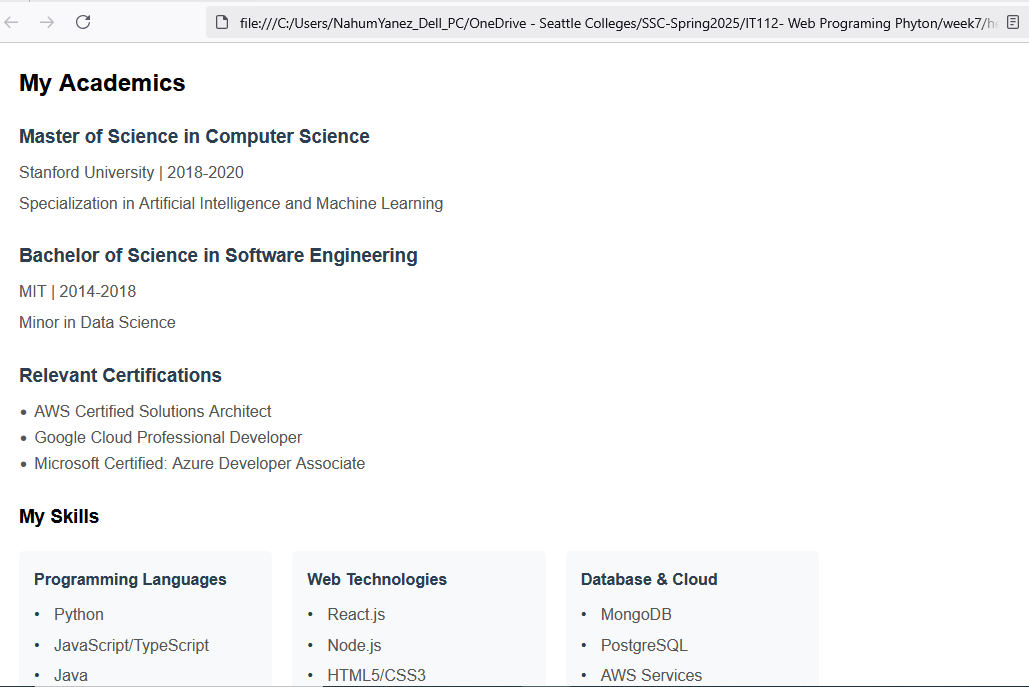 file:///C:/Users/NahumYanez_Dell_PC/OneDrive - Seattle Colleges/SSC-Spring2025/IT112- Web Programing Phyton/week7/h
My Academics
Master of Science in Computer Science
Stanford University | 2018-2020
Specialization in Artificial Intelligence and Machine Learning
Bachelor of Science in Software Engineering
MIT | 2014-2018
Minor in Data Science
Relevant Certifications
• AWS Certified Solutions Architect
• Google Cloud Professional Developer
• Microsoft Certified: Azure Developer Associate
My Skills
Programming Languages
• Python
• JavaScript/TypeScript
• Java
Web Technologies
• React.js
• Node.js
• HTML5/CSS3
Database & Cloud
• MongoDB
• PostgreSQL
• AWS Services